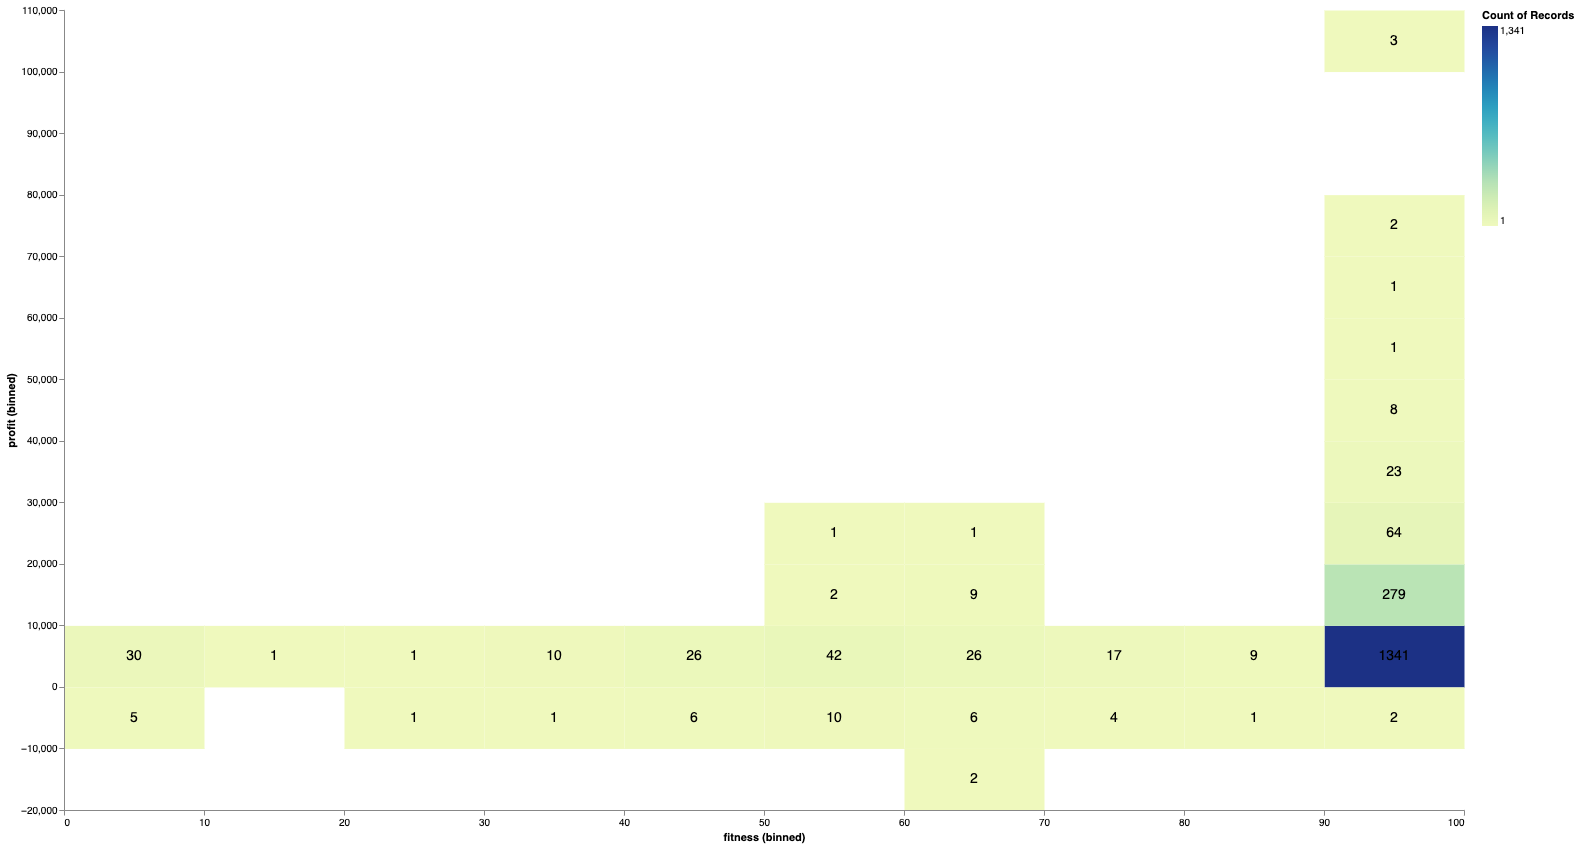 110,000
Count of Records
1,341
3
100,000
90,000
80,000
2
1
70,000
1
60,000
1
50,000
profit (binned)
8
40,000
23
30,000
1 1 64
20,000
2 9 279
10,000
30 1 1 10 26 42 26 17 9 1341
0
5 1 1 6 10 6 4 1 2
−10,000
2
−20,000
0 10 20 30 40 50 60 70 80 90 100
fitness (binned)